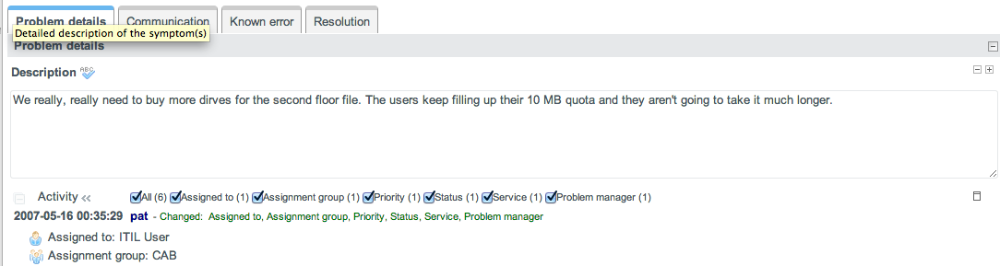 Problem details Communication Known error Resolution
Detailed description of the symptom(s)
Problem details
Description ABC
We really, really need to buy more dirves for the second floor file. The users keep filling up their 10 MB quota and they aren't going to take it much longer.
Activity All (6) Assigned to (1) Assignment group (1) Priority (1) Status (1) Service (1) Problem manager (1)
2007-05-16 00:35:29 pat - Changed: Assigned to, Assignment group, Priority, Status, Service, Problem manager
Assigned to: ITIL User
Assignment group: CAB